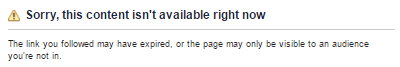 Sorry, this content isn't available right now
The link you followed may have expired, or the page may only be visible to an audience
you're not in.